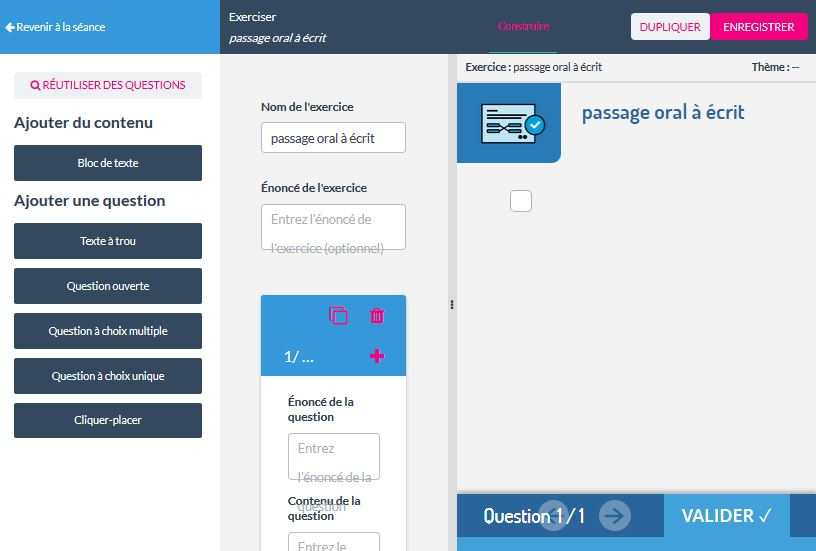 Revenir à la séance
Exerciser
passage oral à écrit
Construire
DUPLIQUER
ENREGISTRER
RÉUTILISER DES QUESTIONS
Ajouter du contenu
Bloc de texte
Ajouter une question
Texte à trou
Question ouverte
Question à choix multiple
Question à choix unique
Cliquer-placer
Nom de l'exercice
passage oral à écrit
Énoncé de l'exercice
Entrez l'énoncé de
l'exercice (optionnel)
1/ ...
Énoncé de la
question
Entrez
l'énoncé de la
question
Contenu de la
question
Entrez le
Exercice : passage oral à écrit
Thème : --
passage oral à écrit
Question 1 / 1
VALIDER ✓